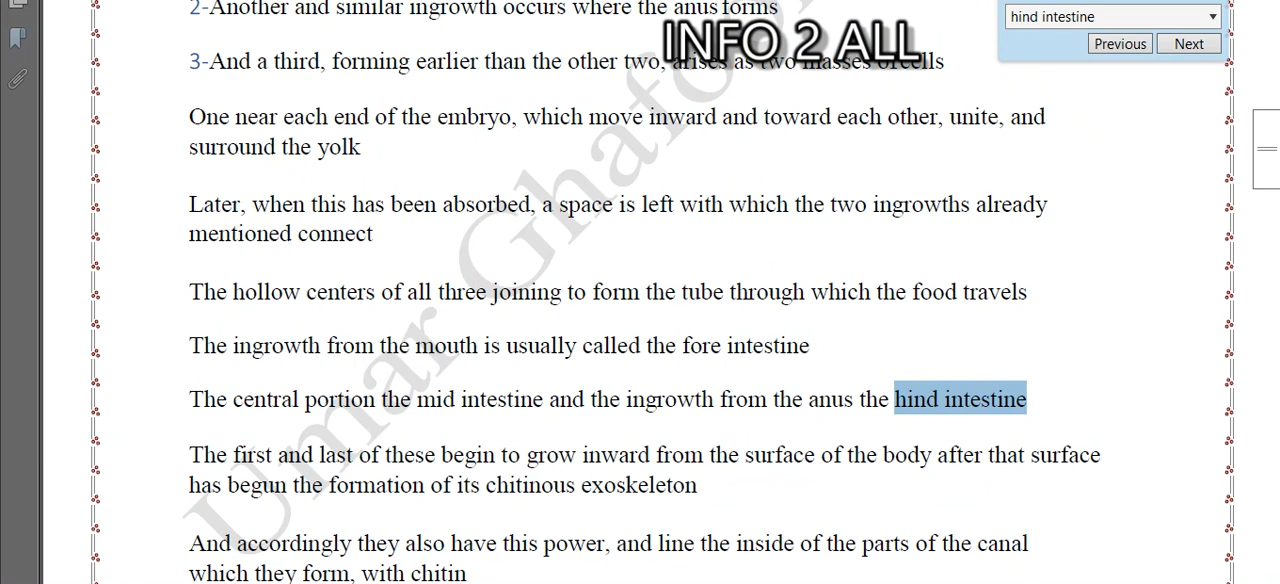 2-Another and similar ingrowth occurs where the anus forms
INFO 2 ALL
hind intestine
Previous Next
3-And a third, forming earlier than the other two, arises as two masses of cells
One near each end of the embryo, which move inward and toward each other, unite, and
surround the yolk
Later, when this has been absorbed, a space is left with which the two ingrowths already
mentioned connect
The hollow centers of all three joining to form the tube through which the food travels
The ingrowth from the mouth is usually called the fore intestine
The central portion the mid intestine and the ingrowth from the anus the hind intestine
The first and last of these begin to grow inward from the surface of the body after that surface
has begun the formation of its chitinous exoskeleton
And accordingly they also have this power, and line the inside of the parts of the canal
which they form, with chitin
Umar Ghafoo